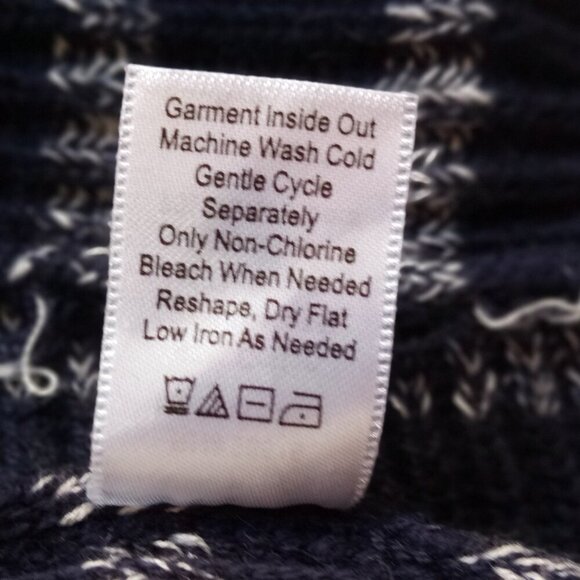 Garment Inside Out
Machine Wash Cold
Gentle Cycle
Separately
Only Non-Chlorine
Bleach When Needed
Reshape, Dry Flat
Low Iron As Needed